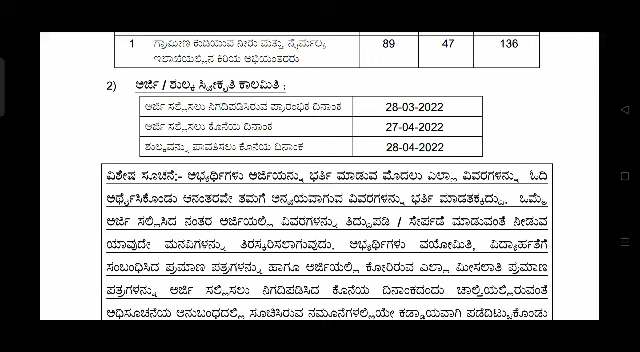 1 ಗ್ರಾಮೀಣ ಕುಡಿಯುವ ನೀರು ಮತ್ತು ನೈರ್ಮಲ್ಯ 89 47 136
ಇಲಾಖೆಯಲ್ಲಿನ ಕಿರಿಯ ಅಭಿಯಂತರರು
2) ಅರ್ಜಿ / ಶುಲ್ಕ ಸ್ವೀಕೃತಿ ಕಾಲಮಿತಿ :
ಅರ್ಜಿ ಸಲ್ಲಿಸಲು ನಿಗದಿಪಡಿಸಿರುವ ಪ್ರಾರಂಭಿಕ ದಿನಾಂಕ 28-03-2022
ಅರ್ಜಿ ಸಲ್ಲಿಸಲು ಕೊನೆಯ ದಿನಾಂಕ 27-04-2022
ಶುಲ್ಕವನ್ನು ಪಾವತಿಸಲು ಕೊನೆಯ ದಿನಾಂಕ 28-04-2022
ವಿಶೇಷ ಸೂಚನೆ:- ಅಭ್ಯರ್ಥಿಗಳು ಅರ್ಜಿಯನ್ನು ಭರ್ತಿ ಮಾಡುವ ಮೊದಲು ಎಲ್ಲಾ ವಿವರಗಳನ್ನು ಓದಿ
ಅರ್ಥೈಸಿಕೊಂಡು ಆನಂತರವೇ ತಮಗೆ ಅನ್ವಯವಾಗುವ ವಿವರಗಳನ್ನು ಭರ್ತಿ ಮಾಡತಕ್ಕದ್ದು. ಒಮ್ಮೆ
ಅರ್ಜಿ ಸಲ್ಲಿಸಿದ ನಂತರ ಅರ್ಜಿಯಲ್ಲಿ ವಿವರಗಳನ್ನು ತಿದ್ದುಪಡಿ / ಸೇರ್ಪಡೆ ಮಾಡುವಂತೆ ನೀಡುವ
ಯಾವುದೇ ಮನವಿಗಳನ್ನು ತಿರಸ್ಕರಿಸಲಾಗುವುದು. ಅಭ್ಯರ್ಥಿಗಳು ವಯೋಮಿತಿ, ವಿದ್ಯಾರ್ಹತೆಗೆ
ಸಂಬಂಧಿಸಿದ ಪ್ರಮಾಣ ಪತ್ರಗಳನ್ನು ಹಾಗೂ ಅರ್ಜಿಯಲ್ಲಿ ಕೋರಿರುವ ಎಲ್ಲಾ ಮೀಸಲಾತಿ ಪ್ರಮಾಣ
ಪತ್ರಗಳನ್ನು ಅರ್ಜಿ ಸಲ್ಲಿಸಲು ನಿಗದಿಪಡಿಸಿದ ಕೊನೆಯ ದಿನಾಂಕದಂದು ಚಾಲ್ತಿಯಲ್ಲಿರುವಂತೆ
ಅಧಿಸೂಚನೆಯ ಅನುಬಂಧದಲ್ಲಿ ಸೂಚಿಸಿರುವ ನಮೂನೆಗಳಲ್ಲಿಯೇ ಕಡ್ಡಾಯವಾಗಿ ಪಡೆದಿಟ್ಟುಕೊಂಡು